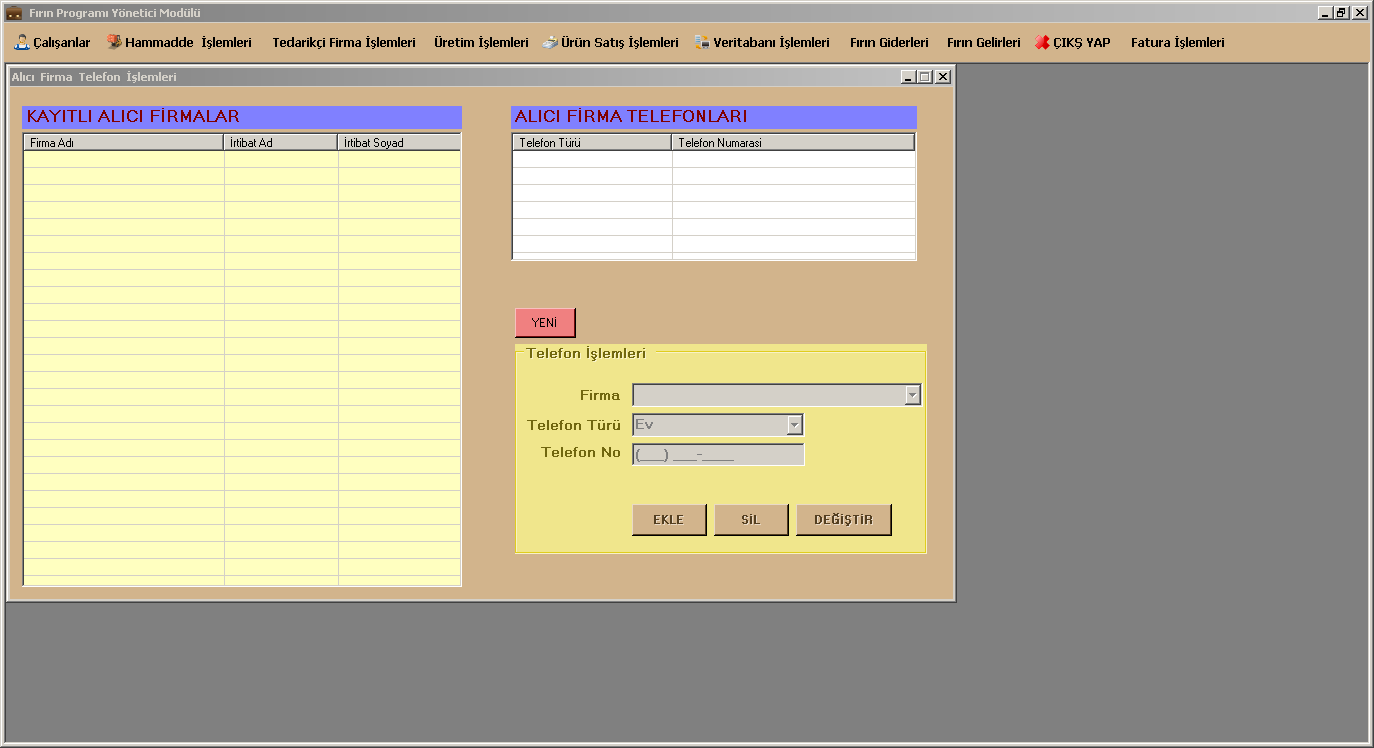 Fırın Programı Yönetici Modülü
Çalışanlar Hammadde İşlemleri Tedarikçi Firma İşlemleri Üretim İşlemleri Ürün Satış İşlemleri Veritabanı İşlemleri Fırın Giderleri Fırın Gelirleri ÇIKŞ YAP Fatura İşlemleri
Alıcı Firma Telefon İşlemleri
KAYITLI ALICI FİRMALAR
Firma Adı İrtibat Ad İrtibat Soyad
ALICI FİRMA TELEFONLARI
Telefon Türü Telefon Numarasi
YENİ
Telefon İşlemleri
Firma
Telefon Türü Ev
Telefon No (___) ___-____
EKLE SİL DEĞİŞTİR